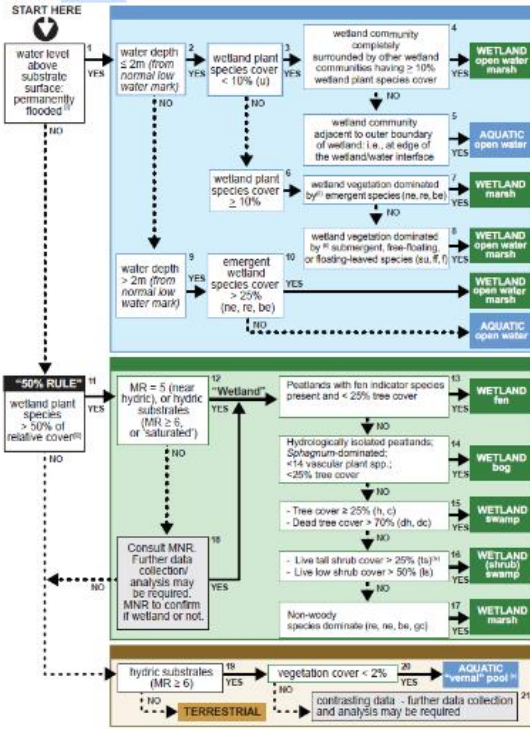 START HERE
water level
above
substrate
surface:
permanently
flooded
1
YES
NO
water depth
≤ 2m (from
normal low
water mark)
2
YES
NO
wetland plant
species cover
< 10% (u)
3
YES
NO
wetland community
completely
surrounded by other wetland
communities having ≥ 10%
wetland plant species cover
4
YES
NO
WETLAND
open water
marsh
wetland community
adjacent to outer boundary
of wetland: i.e., at edge of
the wetland/water interface
5
YES
AQUATIC
open water
wetland plant
species cover
≥ 10%
6
YES
wetland vegetation dominated
by emergent species (ne, re, be)
7
YES
NO
WETLAND
marsh
wetland vegetation dominated
by submergent, free-floating,
or floating-leaved species (su, ff, f)
8
YES
WETLAND
open water
marsh
water depth
> 2m (from
normal low
water mark)
9
YES
emergent
wetland
species cover
> 25%
(ne, re, be)
10
YES
NO
WETLAND
open water
marsh
AQUATIC
open water
"50% RULE"
wetland plant
species
> 50% of
relative cover
11
YES
NO
MR = 5 (near
hydric), or hydric
substrates
(MR ≥ 6,
or 'saturated')
12
YES
NO
"Wetland"
Peatlands with fen indicator species
present and < 25% tree cover
13
YES
NO
WETLAND
fen
Hydrologically isolated peatlands;
Sphagnum-dominated;
<14 vascular plant spp.;
<25% tree cover
14
YES
NO
WETLAND
bog
- Tree cover ≥ 25% (h, c)
- Dead tree cover > 70% (dh, dc)
15
YES
NO
WETLAND
swamp
Consult MNR.
Further data
collection/
analysis may
be required.
MNR to confirm
if wetland or not.
18
YES
NO
- Live tall shrub cover > 25% (ts)
- Live low shrub cover > 50% (ls)
16
YES
NO
WETLAND
(shrub)
swamp
Non-woody
species dominate (re, ne, be, gc)
17
YES
WETLAND
marsh
hydric substrates
(MR ≥ 6)
19
YES
NO
vegetation cover < 2%
20
YES
NO
AQUATIC
"vernal" pool
TERRESTRIAL
contrasting data - further data collection
and analysis may be required
21